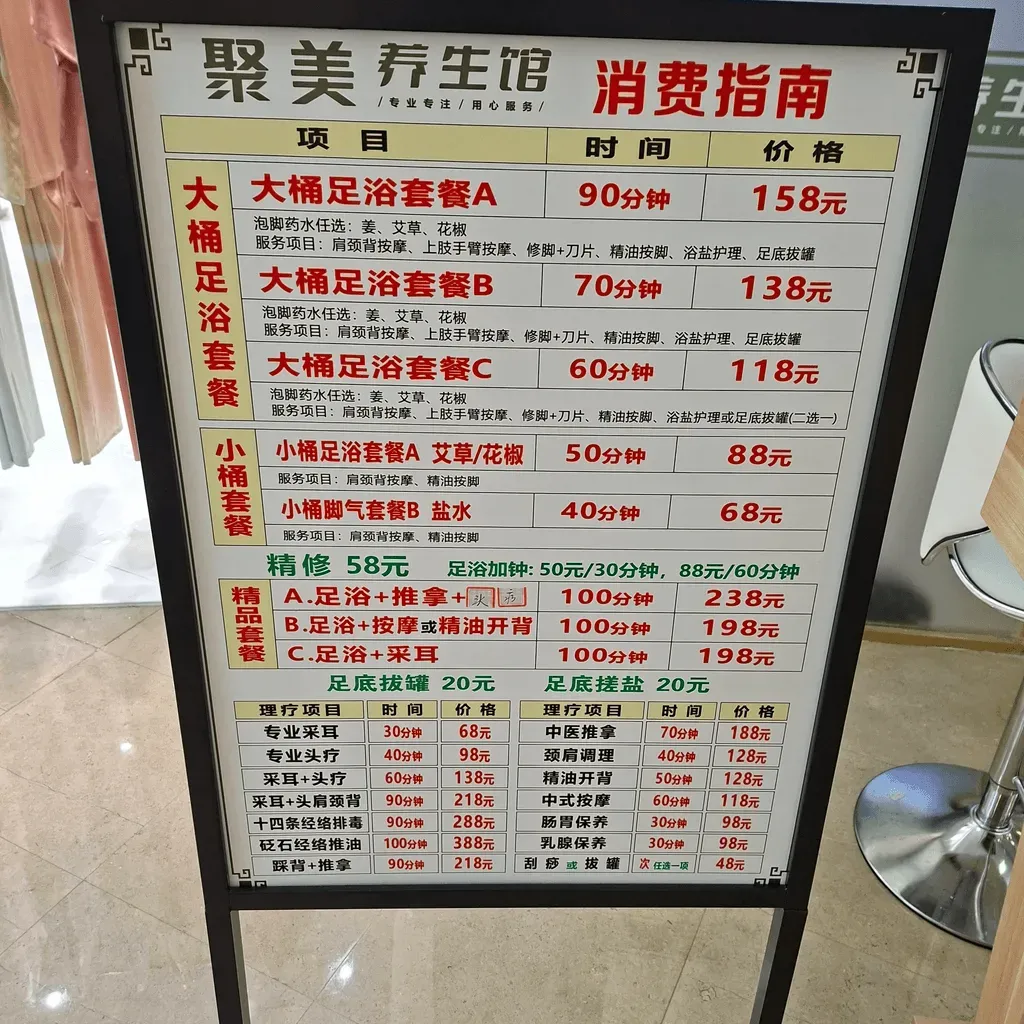 聚美养生馆 消费指南
/专业专注/用心服务/
项目 时间 价格
大桶足浴套餐
大桶足浴套餐A 90分钟 158元
泡脚药水任选：姜、艾草、花椒
服务项目：肩颈背按摩、上肢手臂按摩、修脚+刀片、精油按脚、浴盐护理、足底拔罐
大桶足浴套餐B 70分钟 138元
泡脚药水任选：姜、艾草、花椒
服务项目：肩颈背按摩、上肢手臂按摩、修脚+刀片、精油按脚、浴盐护理、足底拔罐
大桶足浴套餐C 60分钟 118元
泡脚药水任选：姜、艾草、花椒
服务项目：肩颈背按摩、上肢手臂按摩、修脚+刀片、精油按脚、浴盐护理或足底拔罐(二选一)
小桶套餐
小桶足浴套餐A 艾草/花椒 50分钟 88元
服务项目：肩颈背按摩、精油按脚
小桶脚气套餐B 盐水 40分钟 68元
服务项目：肩颈背按摩、精油按脚
精修 58元 足浴加钟: 50元/30分钟，88元/60分钟
精品套餐
A.足浴+推拿+头疗 100分钟 238元
B.足浴+按摩或精油开背 100分钟 198元
C.足浴+采耳 100分钟 198元
足底拔罐 20元 足底搓盐 20元
理疗项目 时间 价格 理疗项目 时间 价格
专业采耳 30分钟 68元 中医推拿 70分钟 188元
专业头疗 40分钟 98元 颈肩调理 40分钟 128元
采耳+头疗 60分钟 138元 精油开背 50分钟 128元
采耳+头肩颈背 90分钟 218元 中式按摩 60分钟 118元
十四条经络排毒 90分钟 288元 肠胃保养 30分钟 98元
砭石经络推油 100分钟 388元 乳腺保养 30分钟 98元
踩背+推拿 90分钟 218元 刮痧或拔罐 次 任选一项 48元
养生
专注/